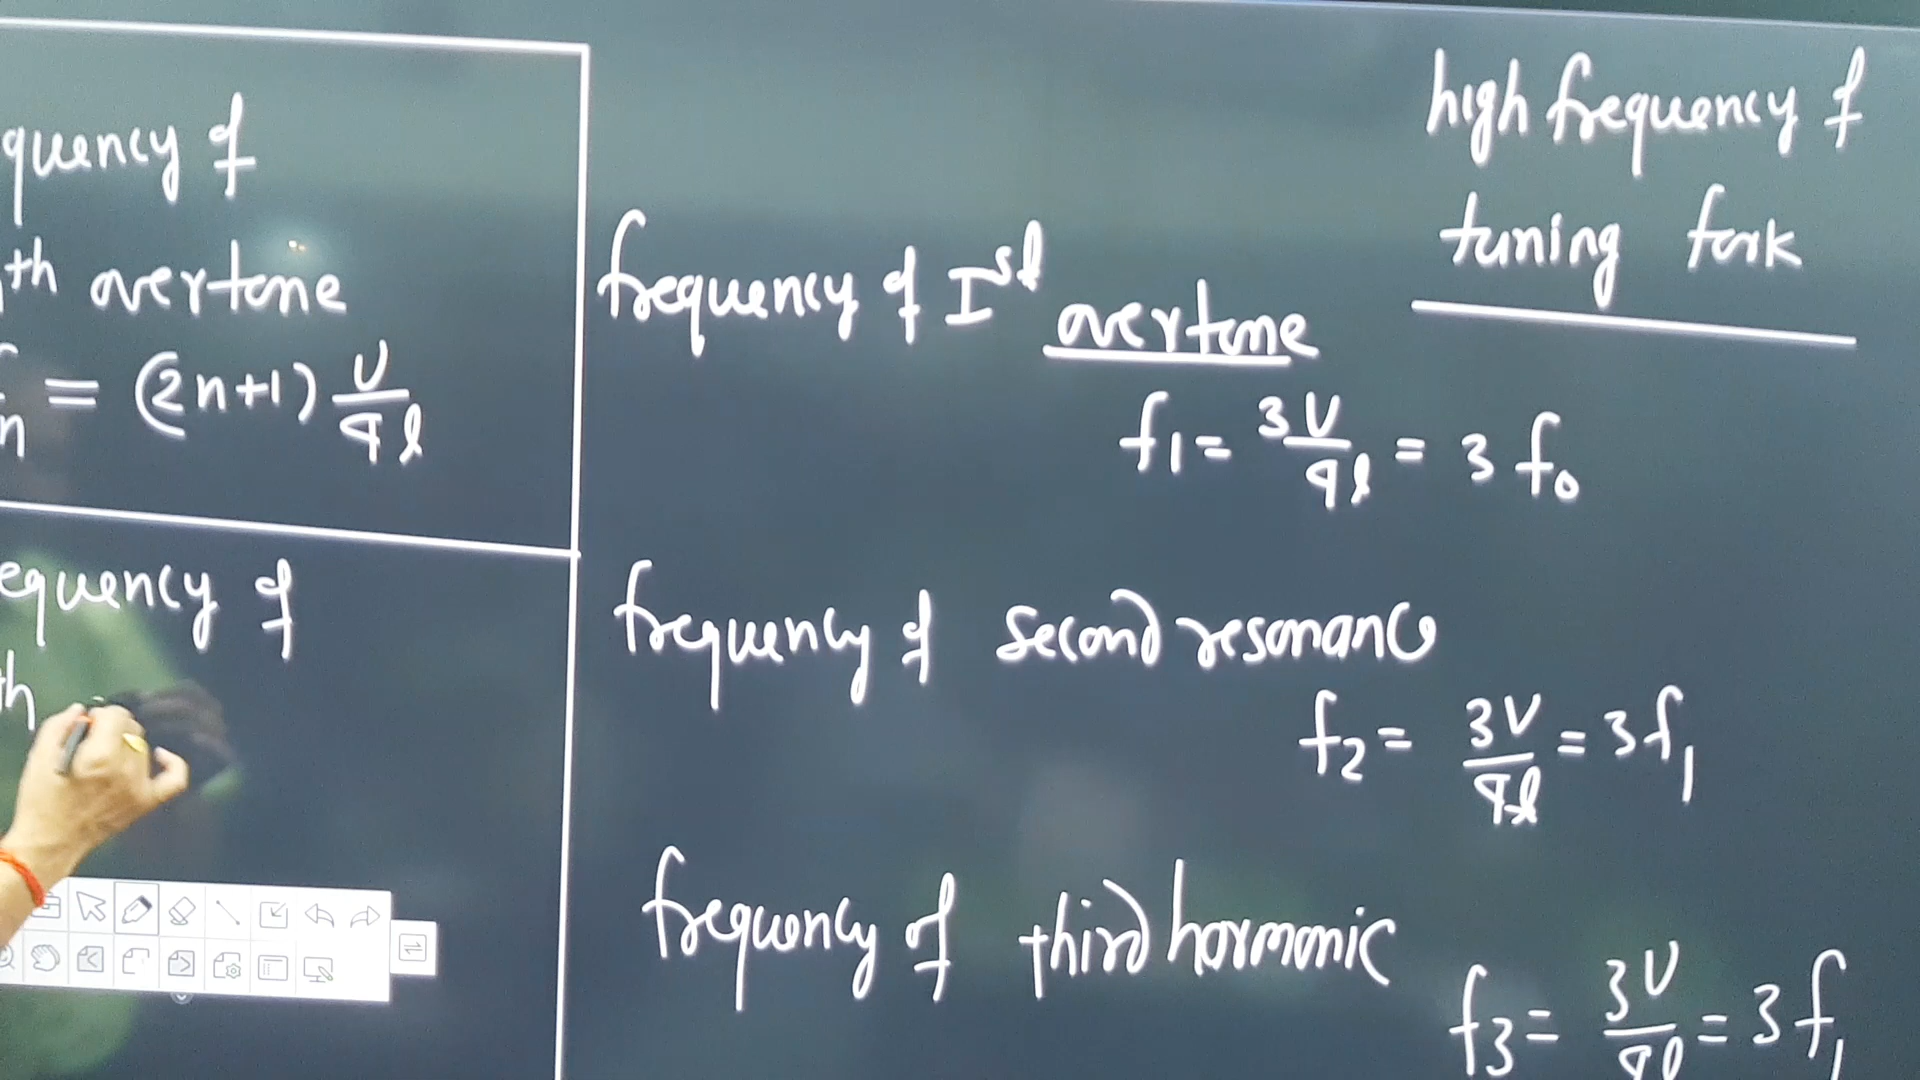 quency of
th overtone
n = (2n+1) V/4l
equency of
th
high frequency of
tuning fork
frequency of Ist overtone
f1 = 3V/4l = 3 f0
frequency of second resonance
f2 = 3V/4l = 3f1
frequency of third harmonic
f3 = 3V/4l = 3f1